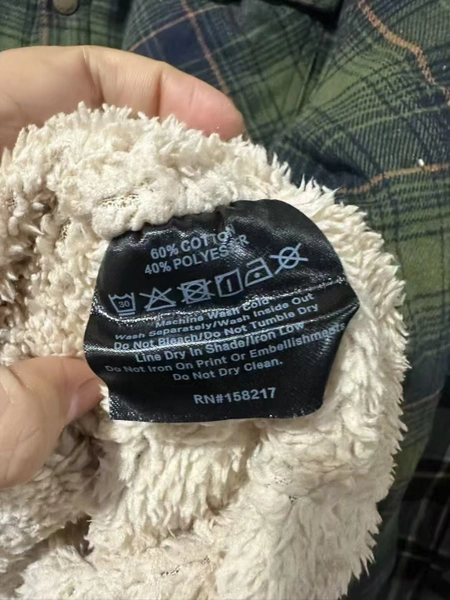 60% COTTON
40% POLYESTER
30
Machine Wash Cold
Wash Separately/Wash Inside Out
Do Not Bleach/Do Not Tumble Dry
Line Dry In Shade/Iron Low
Do Not Iron On Print Or Embellishments
Do Not Dry Clean.
RN#158217